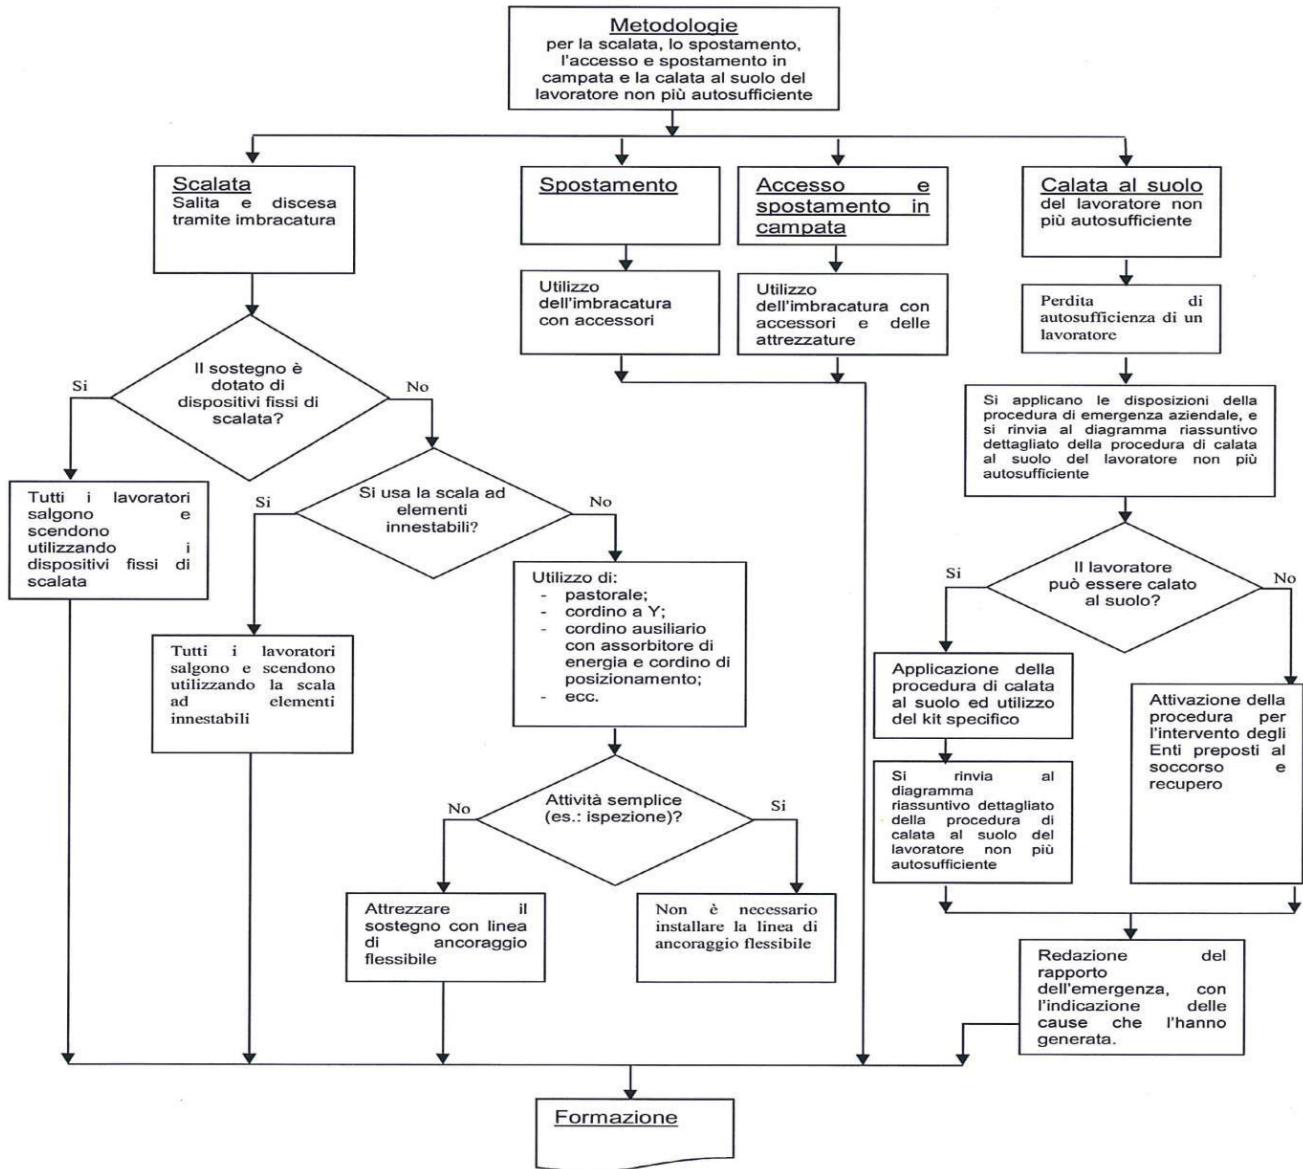 Metodologie
per la scalata, lo spostamento,
l'accesso e spostamento in
campata e la calata al suolo del
lavoratore non più autosufficiente
Scalata
Salita e discesa
tramite imbracatura
Spostamento
Accesso e
spostamento in
campata
Calata al suolo
del lavoratore non
più autosufficiente
Utilizzo
dell'imbracatura
con accessori
Utilizzo
dell'imbracatura con
accessori e delle
attrezzature
Perdita di
autosufficienza di un
lavoratore
Il sostegno è
dotato di
dispositivi fissi di
scalata?
Si
No
Si applicano le disposizioni della
procedura di emergenza aziendale, e
si rinvia al diagramma riassuntivo
dettagliato della procedura di calata
al suolo del lavoratore non più
autosufficiente
Tutti i lavoratori
salgono e
scendono
utilizzando i
dispositivi fissi di
scalata
Si usa la scala ad
elementi
innestabili?
Si
No
Il lavoratore
può essere calato
al suolo?
Si
No
Tutti i lavoratori
salgono e scendono
utilizzando la scala
ad elementi
innestabili
Utilizzo di:
- pastorale;
- cordino a Y;
- cordino ausiliario
con assorbitore di
energia e cordino di
posizionamento;
- ecc.
Applicazione della
procedura di calata
al suolo ed utilizzo
del kit specifico
Attivazione della
procedura per
l'intervento degli
Enti preposti al
soccorso e
recupero
Si rinvia al
diagramma
riassuntivo dettagliato
della procedura di
calata al suolo del
lavoratore non più
autosufficiente
Attività semplice
(es.: ispezione)?
No
Si
Attrezzare il
sostegno con linea
di ancoraggio
flessibile
Non è necessario
installare la linea di
ancoraggio flessibile
Redazione del
rapporto
dell'emergenza, con
l'indicazione delle
cause che l'hanno
generata.
Formazione